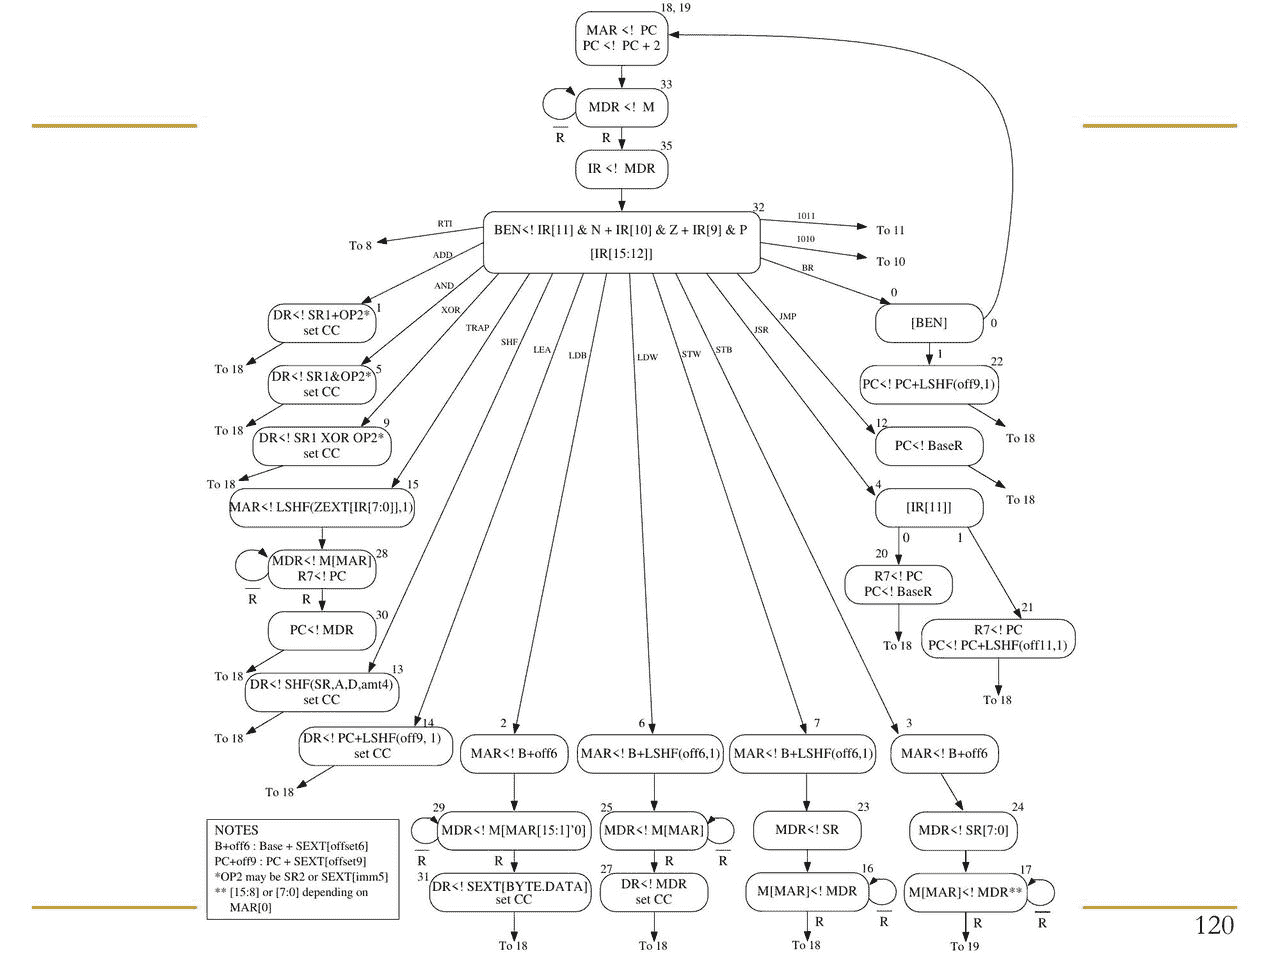 18, 19
MAR <! PC
PC <! PC + 2
33
MDR <! M
R
R
35
IR <! MDR
32
BEN<! IR[11] & N + IR[10] & Z + IR[9] & P
[IR[15:12]]
RTI
To 8
1011
To 11
1010
To 10
BR
ADD
AND
XOR
TRAP
SHF
LEA
LDB
LDW
STW
STB
JSR
JMP
1
DR<! SR1+OP2*
set CC
To 18
5
DR<! SR1&OP2*
set CC
To 18
9
DR<! SR1 XOR OP2*
set CC
To 18
15
MAR<! LSHF(ZEXT[IR[7:0]],1)
28
MDR<! M[MAR]
R7<! PC
R
R
30
PC<! MDR
To 18
13
DR<! SHF(SR,A,D,amt4)
set CC
To 18
14
DR<! PC+LSHF(off9, 1)
set CC
To 18
0
[BEN]
0
1
22
PC<! PC+LSHF(off9,1)
To 18
12
PC<! BaseR
To 18
4
[IR[11]]
0
1
20
R7<! PC
PC<! BaseR
To 18
21
R7<! PC
PC<! PC+LSHF(off11,1)
To 18
2
MAR<! B+off6
6
MAR<! B+LSHF(off6,1)
7
MAR<! B+LSHF(off6,1)
3
MAR<! B+off6
29
MDR<! M[MAR[15:1]'0]
R
R
25
MDR<! M[MAR]
R
R
23
MDR<! SR
24
MDR<! SR[7:0]
31
DR<! SEXT[BYTE.DATA]
set CC
To 18
27
DR<! MDR
set CC
To 18
16
M[MAR]<! MDR
R
R
To 18
17
M[MAR]<! MDR**
R
R
To 19
NOTES
B+off6 : Base + SEXT[offset6]
PC+off9 : PC + SEXT[offset9]
*OP2 may be SR2 or SEXT[imm5]
** [15:8] or [7:0] depending on
MAR[0]
120